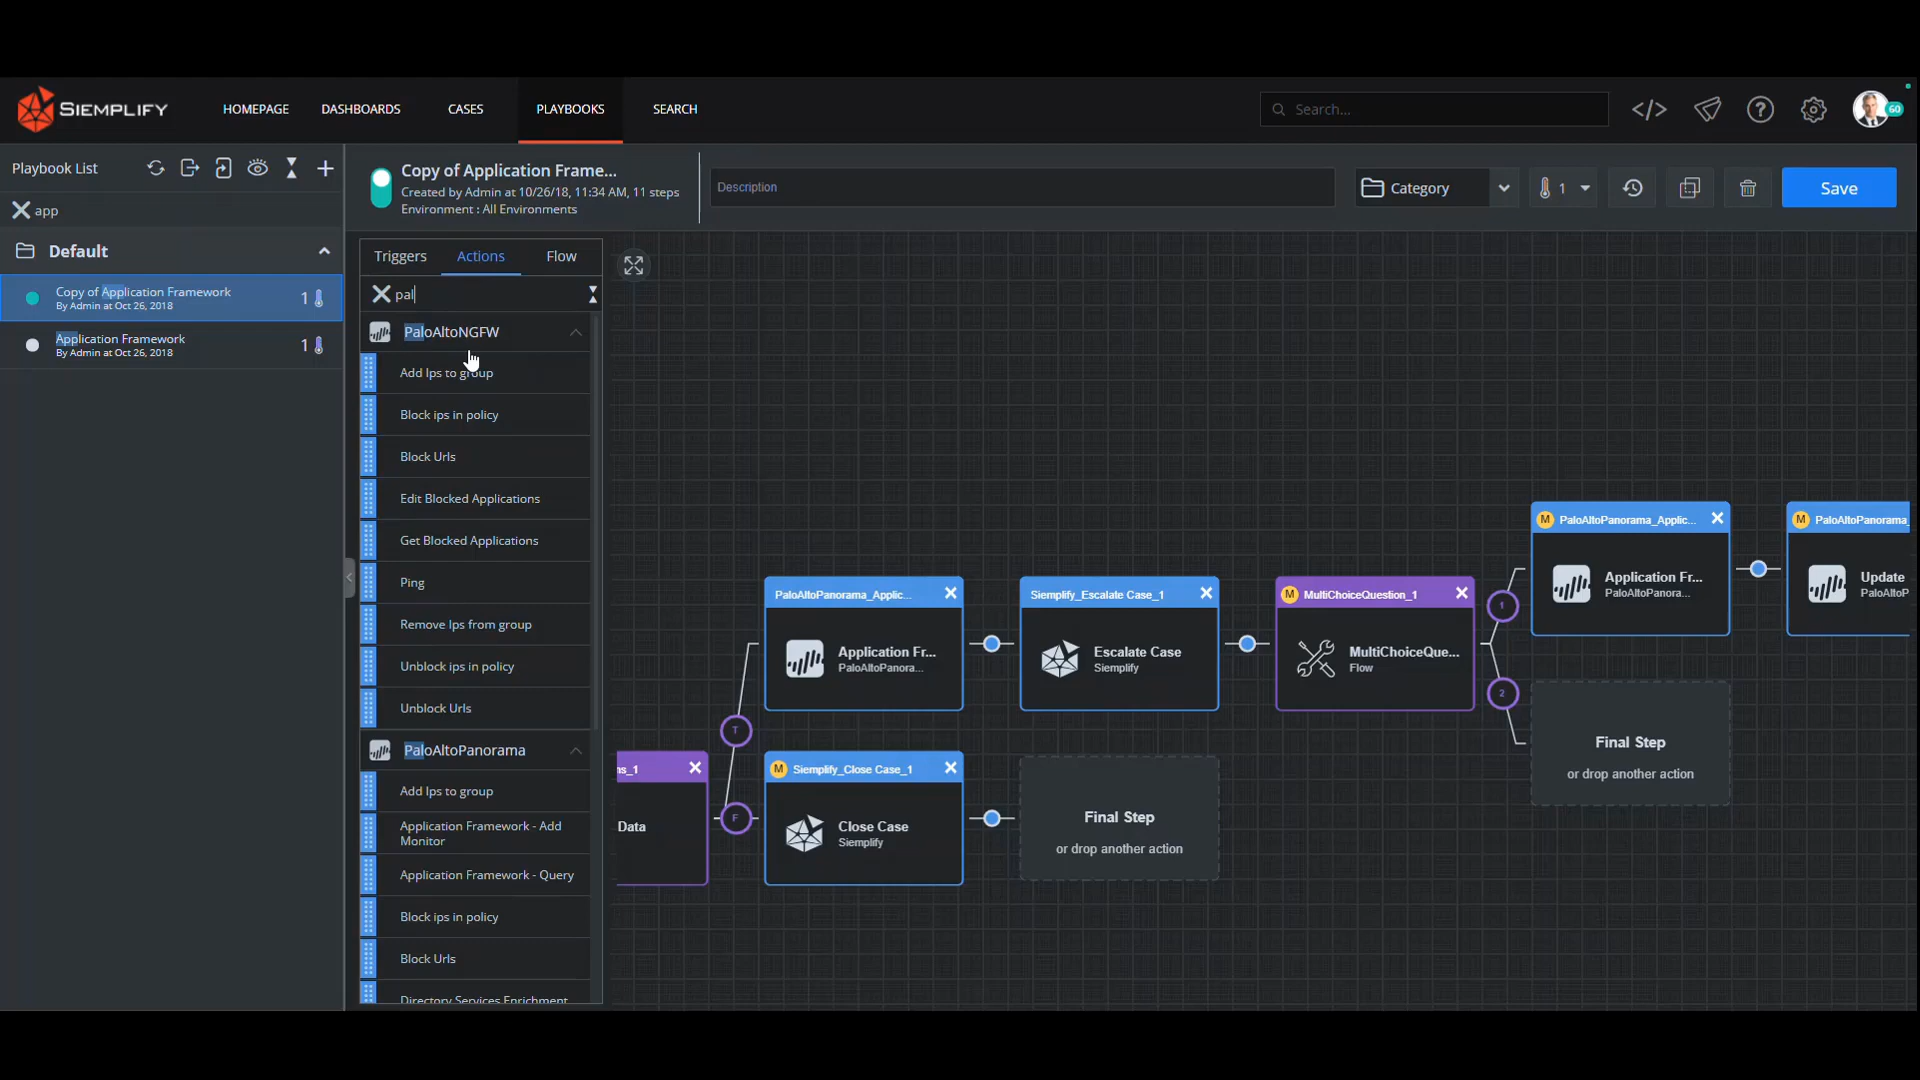 SIEMPLIFY
HOMEPAGE
DASHBOARDS
CASES
PLAYBOOKS
SEARCH
Search...
60
Playbook List
app
Default
Copy of Application Framework
By Admin at Oct 26, 2018
1
Application Framework
By Admin at Oct 26, 2018
1
Copy of Application Frame...
Created by Admin at 10/26/18, 11:34 AM, 11 steps
Environment : All Environments
Description
Category
1
Save
Triggers
Actions
Flow
pal
PaloAltoNGFW
Add Ips to group
Block ips in policy
Block Urls
Edit Blocked Applications
Get Blocked Applications
Ping
Remove Ips from group
Unblock ips in policy
Unblock Urls
PaloAltoPanorama
Add Ips to group
Application Framework - Add
Monitor
Application Framework - Query
Block ips in policy
Block Urls
Directory Services Enrichment
ns_1
Data
T
F
PaloAltoPanorama_Applic...
Application Fr...
PaloAltoPanora...
Siemplify_Close Case_1
M
Close Case
Siemplify
Siemplify_Escalate Case_1
Escalate Case
Siemplify
Final Step
or drop another action
M
MultiChoiceQuestion_1
MultiChoiceQue...
Flow
1
2
M
PaloAltoPanorama_Applic...
Application Fr...
PaloAltoPanora...
Final Step
or drop another action
M
PaloAltoPanorama_
Update
PaloAltoP